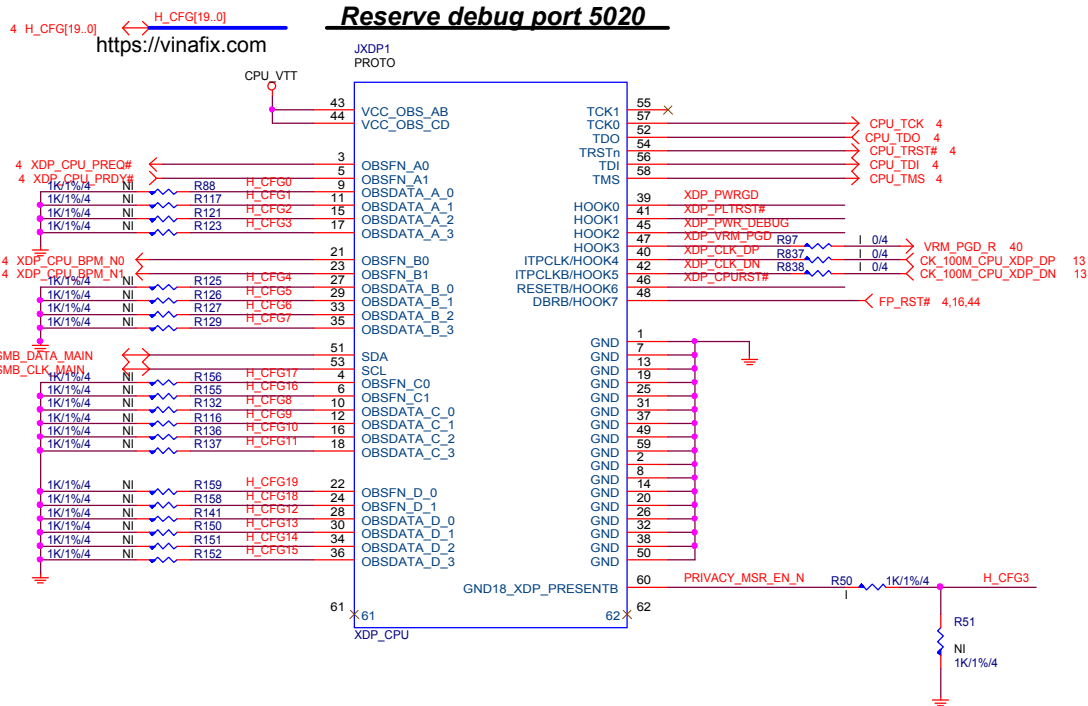 Reserve debug port 5020
4 H_CFG[19..0]
H_CFG[19..0]
https://vinafix.com
JXDP1
PROTO
CPU_VTT
43 VCC_OBS_AB
44 VCC_OBS_CD
4 XDP_CPU_PREQ# 3 OBSFN_A0
4 XDP_CPU_PRDY# 5 OBSFN_A1
1K/1%/4 NI R88 H_CFG0 9 OBSDATA_A_0
1K/1%/4 NI R117 H_CFG1 11 OBSDATA_A_1
1K/1%/4 NI R121 H_CFG2 15 OBSDATA_A_2
1K/1%/4 NI R123 H_CFG3 17 OBSDATA_A_3
4 XDP_CPU_BPM_N0 21 OBSFN_B0
4 XDP_CPU_BPM_N1 23 OBSFN_B1
1K/1%/4 NI R125 H_CFG4 27 OBSDATA_B_0
1K/1%/4 NI R126 H_CFG5 29 OBSDATA_B_1
1K/1%/4 NI R127 H_CFG6 33 OBSDATA_B_2
1K/1%/4 NI R129 H_CFG7 35 OBSDATA_B_3
SMB_DATA_MAIN 51 SDA
SMB_CLK_MAIN 53 SCL
1K/1%/4 NI R156 H_CFG17 4 OBSFN_C0
1K/1%/4 NI R155 H_CFG16 6 OBSFN_C1
1K/1%/4 NI R132 H_CFG8 10 OBSDATA_C_0
1K/1%/4 NI R116 H_CFG9 12 OBSDATA_C_1
1K/1%/4 NI R136 H_CFG10 16 OBSDATA_C_2
1K/1%/4 NI R137 H_CFG11 18 OBSDATA_C_3
1K/1%/4 NI R159 H_CFG19 22 OBSFN_D_0
1K/1%/4 NI R158 H_CFG18 24 OBSFN_D_1
1K/1%/4 NI R141 H_CFG12 28 OBSDATA_D_0
1K/1%/4 NI R150 H_CFG13 30 OBSDATA_D_1
1K/1%/4 NI R151 H_CFG14 34 OBSDATA_D_2
1K/1%/4 NI R152 H_CFG15 36 OBSDATA_D_3
61 61
XDP_CPU
TCK1 55
TCK0 57 CPU_TCK 4
TDO 52 CPU_TDO 4
TRSTn 54 CPU_TRST# 4
TDI 56 CPU_TDI 4
TMS 58 CPU_TMS 4
HOOK0 39 XDP_PWRGD
HOOK1 41 XDP_PLTRST#
HOOK2 45 XDP_PWR_DEBUG
HOOK3 47 XDP_VRM_PGD R97 I 0/4 VRM_PGD_R 40
ITPCLK/HOOK4 40 XDP_CLK_DP R837 I 0/4 CK_100M_CPU_XDP_DP 13
ITPCLKB/HOOK5 42 XDP_CLK_DN R838 I 0/4 CK_100M_CPU_XDP_DN 13
RESETB/HOOK6 46 XDP_CPURST#
DBRB/HOOK7 48 FP_RST# 4,16,44
GND 1
GND 7
GND 13
GND 19
GND 25
GND 31
GND 37
GND 49
GND 59
GND 2
GND 8
GND 14
GND 20
GND 26
GND 32
GND 38
GND 50
GND18_XDP_PRESENTB 60 PRIVACY_MSR_EN_N R50 1K/1%/4 H_CFG3
I
62 62
R51
NI
1K/1%/4